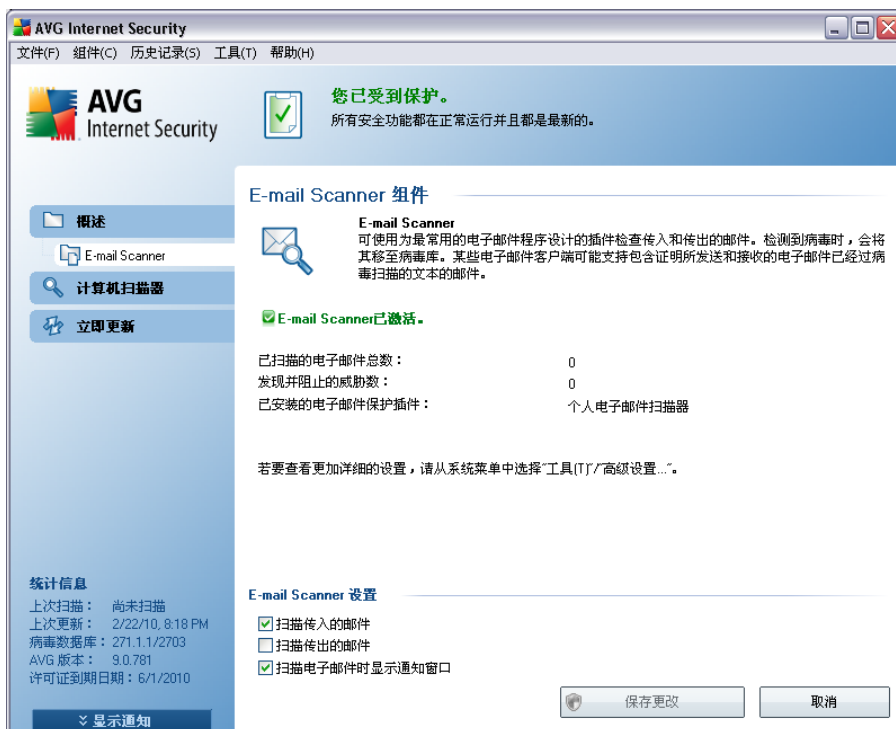 AVG Internet Security
文件(F) 组件(C) 历史记录(S) 工具(T) 帮助(H)
AVG
Internet Security
您已受到保护。
所有安全功能都在正常运行并且都是最新的。
概述
E-mail Scanner
计算机扫描器
立即更新
E-mail Scanner 组件
E-mail Scanner
可使用为最常用的电子邮件程序设计的插件检查传入和传出的邮件。检测到病毒时，会将
其移至病毒库。某些电子邮件客户端可能支持包含证明所发送和接收的电子邮件已经过病
毒扫描的文本的邮件。
E-mail Scanner已激活。
已扫描的电子邮件总数： 0
发现并阻止的威胁数： 0
已安装的电子邮件保护插件： 个人电子邮件扫描器
若要查看更加详细的设置，请从系统菜单中选择“工具(T)”/“高级设置...”。
统计信息
上次扫描： 尚未扫描
上次更新： 2/22/10, 8:18 PM
病毒数据库：271.1.1/2703
AVG 版本： 9.0.781
许可证到期日期：6/1/2010
显示通知
E-mail Scanner 设置
扫描传入的邮件
扫描传出的邮件
扫描电子邮件时显示通知窗口
保存更改 取消